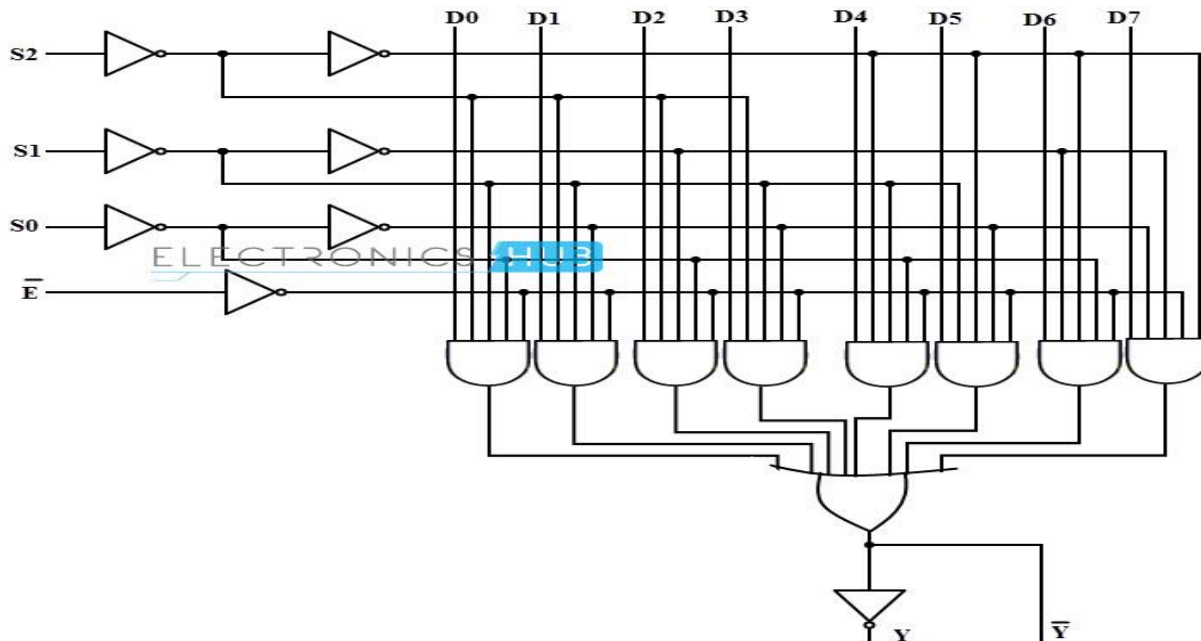 D0 D1 D2 D3 D4 D5 D6 D7
S2
S1
S0
ELECTRONICS HUB
E̅
Y Y̅